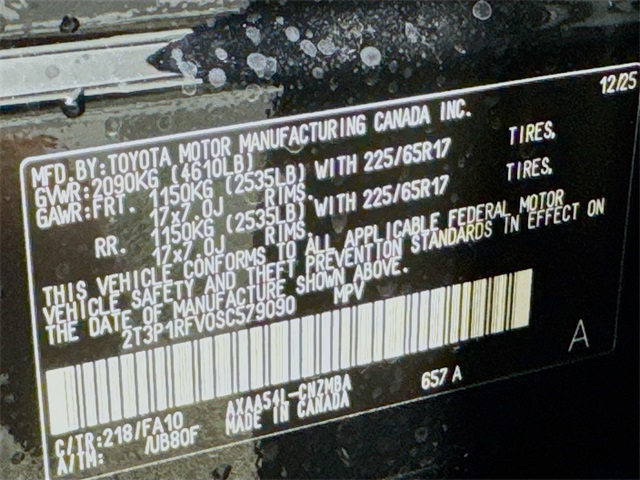 12/25
MFD. BY: TOYOTA MOTOR MANUFACTURING CANADA INC.
GVWR: 2090KG (4610LB)
GAWR: FRT. 1150KG (2535LB) WITH 225/65R17 TIRES,
17x7.0J RIMS.
RR. 1150KG (2535LB) WITH 225/65R17 TIRES,
17x7.0J RIMS.
THIS VEHICLE CONFORMS TO ALL APPLICABLE FEDERAL MOTOR
VEHICLE SAFETY AND THEFT PREVENTION STANDARDS IN EFFECT ON
THE DATE OF MANUFACTURE SHOWN ABOVE.
2T3P1RFV0SC579090 MPV
A
C/TR: 218/FA10 AXAA54L-CNZMBA 657 A
A/TM: /UB80F MADE IN CANADA